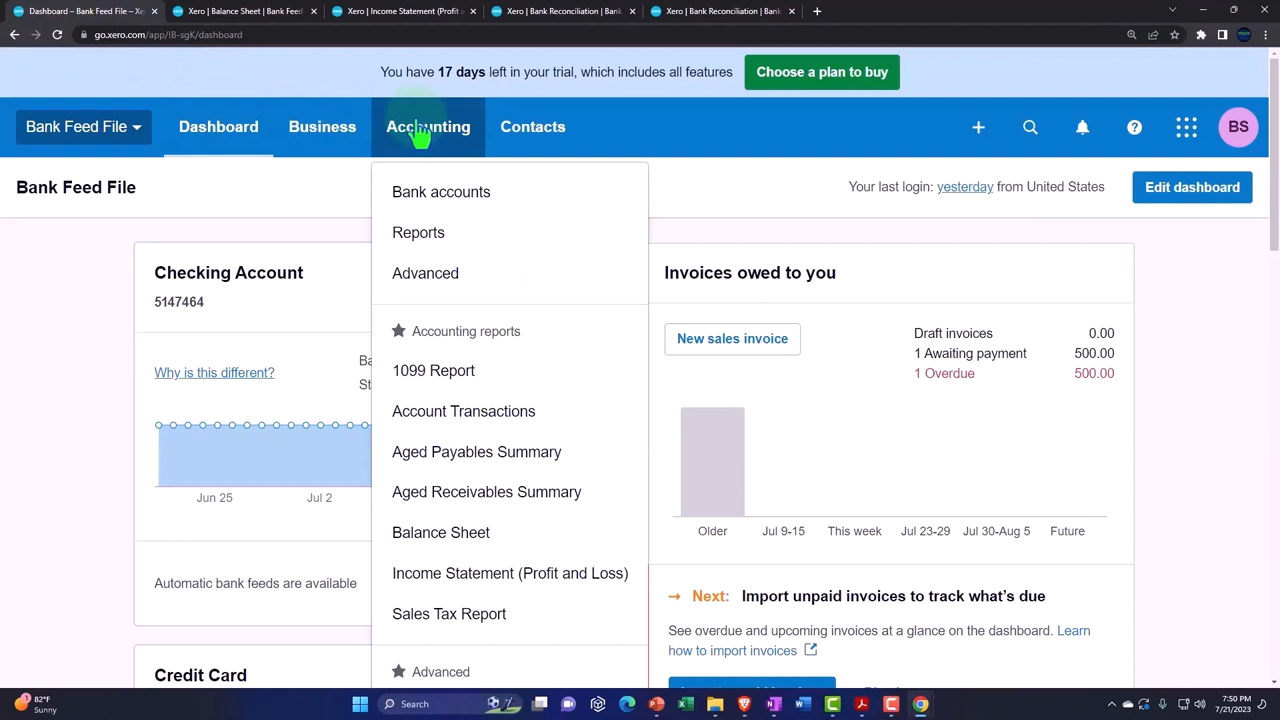 Dashboard – Bank Feed File – Xe
Xero | Balance Sheet | Bank Feed
Xero | Income Statement (Profit a
Xero | Bank Reconciliation | Bank
Xero | Bank Reconciliation | Bank
go.xero.com/app/!B-sgK/dashboard
You have 17 days left in your trial, which includes all features
Choose a plan to buy
Bank Feed File
Dashboard
Business
Accounting
Contacts
BS
Bank Feed File
Your last login: yesterday from United States
Edit dashboard
Bank accounts
Reports
Advanced
Accounting reports
1099 Report
Account Transactions
Aged Payables Summary
Aged Receivables Summary
Balance Sheet
Income Statement (Profit and Loss)
Sales Tax Report
Advanced
Checking Account
5147464
Ba
Why is this different?
St
Jun 25
Jul 2
Automatic bank feeds are available
Credit Card
Invoices owed to you
New sales invoice
Draft invoices 0.00
1 Awaiting payment 500.00
1 Overdue 500.00
Older
Jul 9-15
This week
Jul 23-29
Jul 30-Aug 5
Future
Next: Import unpaid invoices to track what's due
See overdue and upcoming invoices at a glance on the dashboard. Learn
how to import invoices
82°F
Sunny
Search
7:50 PM
7/21/2023